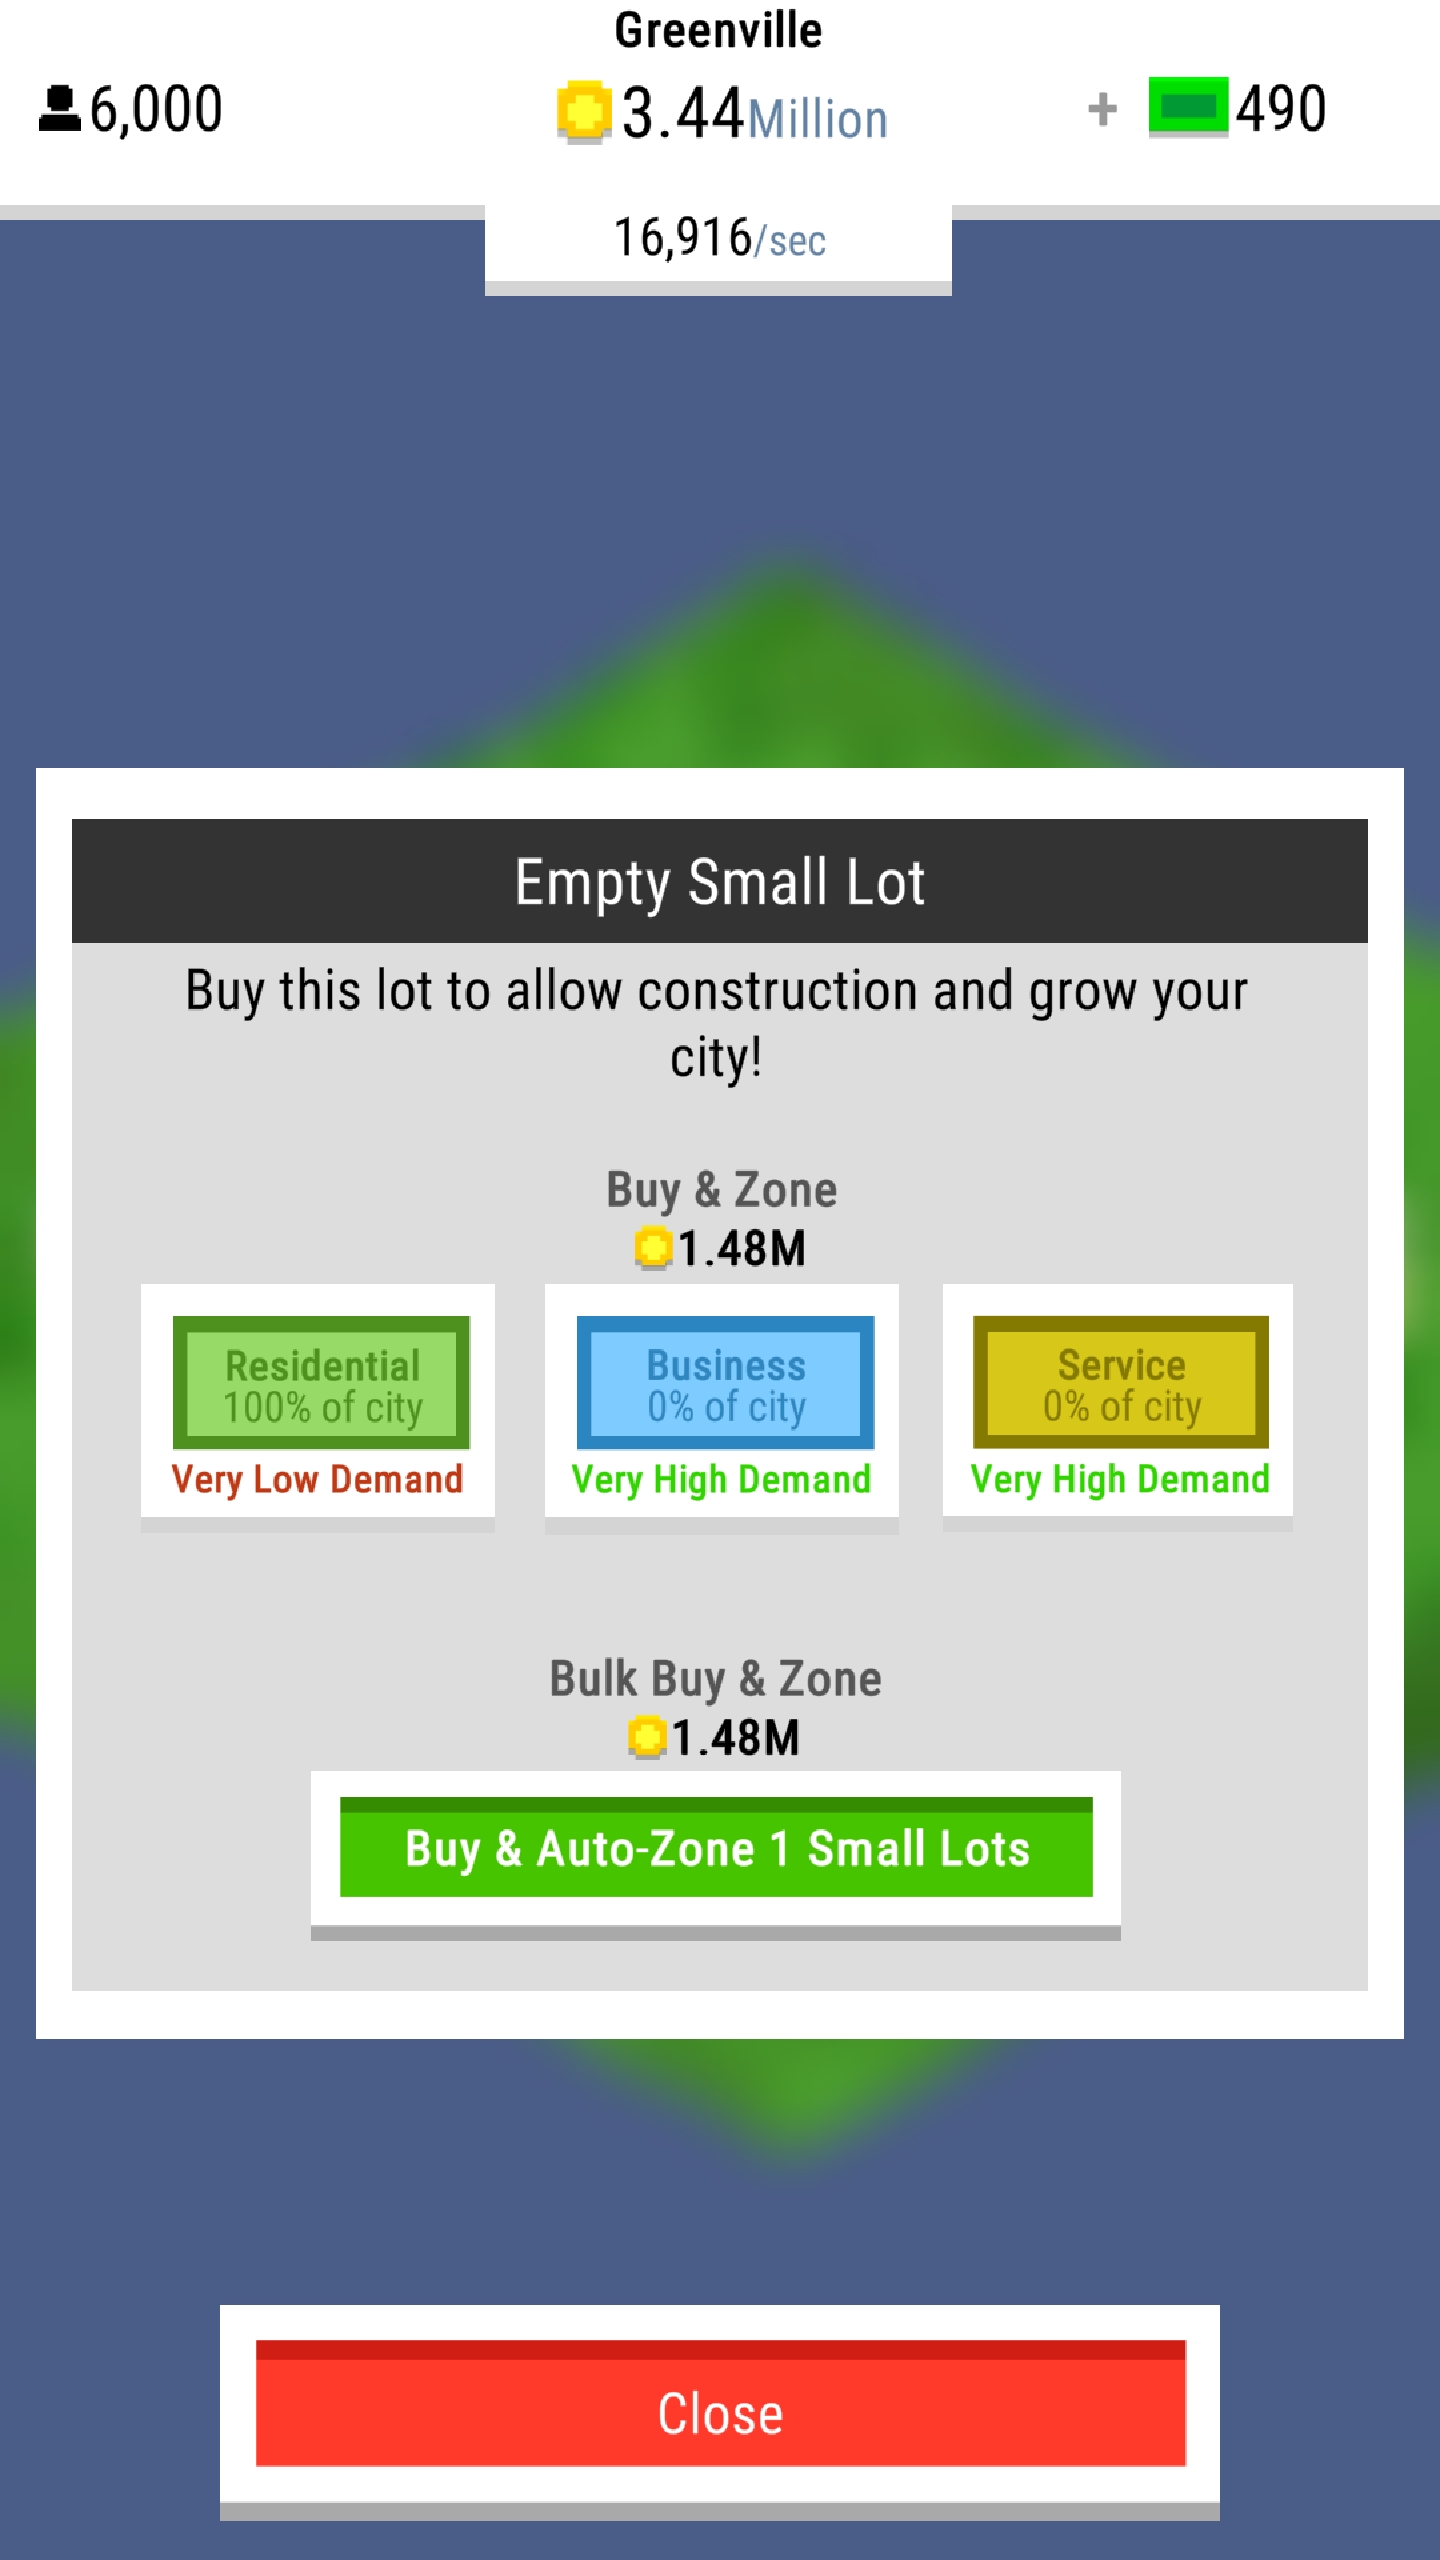 Greenville
6,000
3.44Million
+ 490
16,916/sec
Empty Small Lot
Buy this lot to allow construction and grow your
city!
Buy & Zone
1.48M
Residential
100% of city
Very Low Demand
Business
0% of city
Very High Demand
Service
0% of city
Very High Demand
Bulk Buy & Zone
1.48M
Buy & Auto-Zone 1 Small Lots
Close